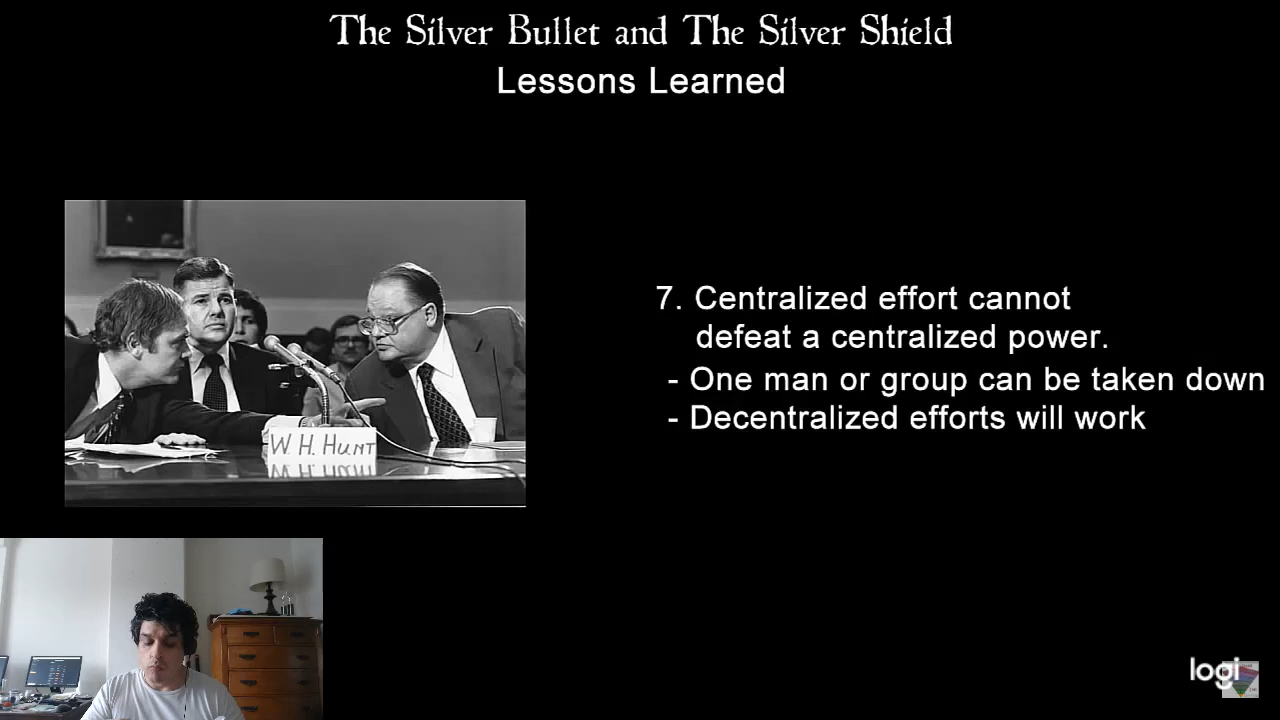 The Silver Bullet and The Silver Shield
Lessons Learned
7. Centralized effort cannot
defeat a centralized power.
- One man or group can be taken down
- Decentralized efforts will work
W. H. HUNT
logi